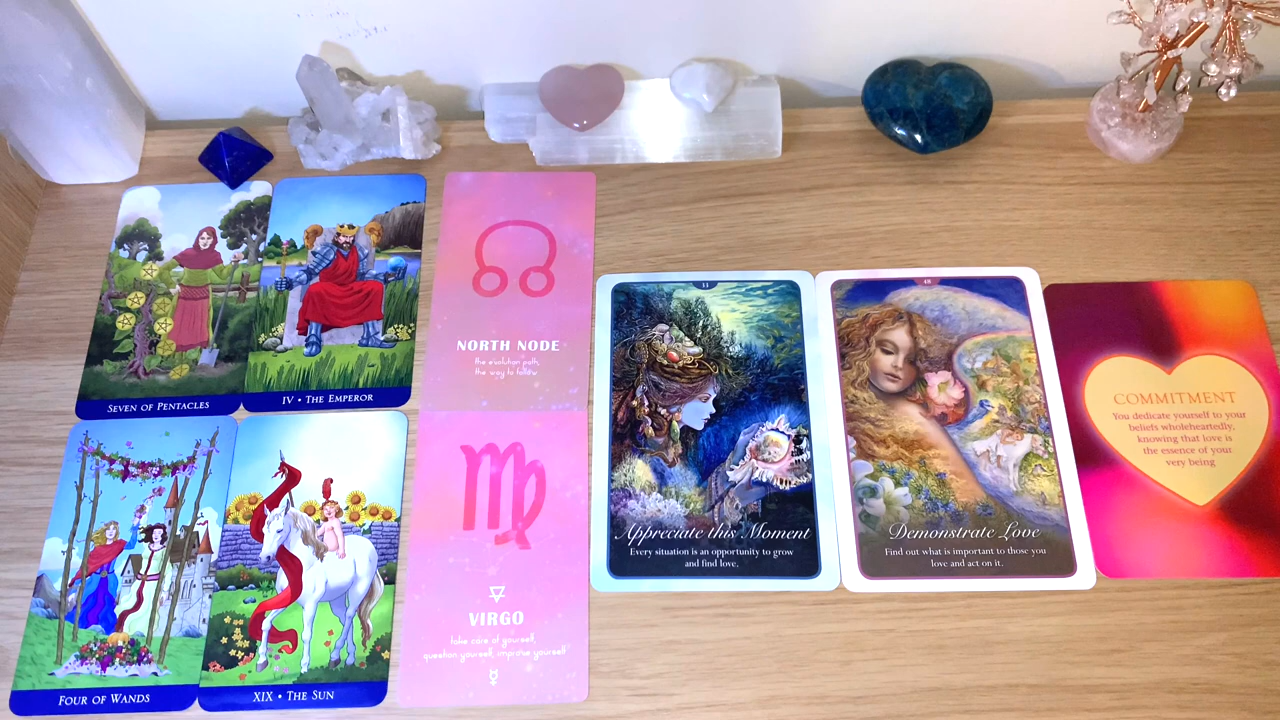 SEVEN OF PENTACLES
IV • THE EMPEROR
FOUR OF WANDS
XIX • THE SUN
NORTH NODE
the evolution path,
the way to follow
VIRGO
take care of yourself,
question yourself, improve yourself
33
Appreciate this Moment
Every situation is an opportunity to grow
and find love.
48
Demonstrate Love
Find out what is important to those you
love and act on it.
COMMITMENT
You dedicate yourself to your
beliefs wholeheartedly,
knowing that love is
the essence of your
very being